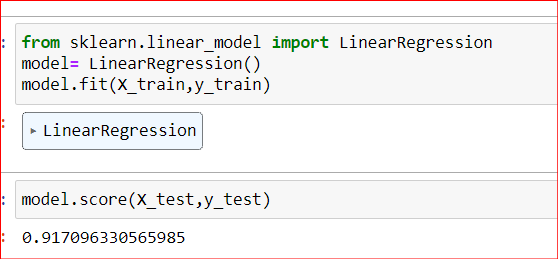 :
from sklearn.linear_model import LinearRegression
model= LinearRegression()
model.fit(X_train,y_train)
:
▸ LinearRegression
:
model.score(X_test,y_test)
:
0.917096330565985